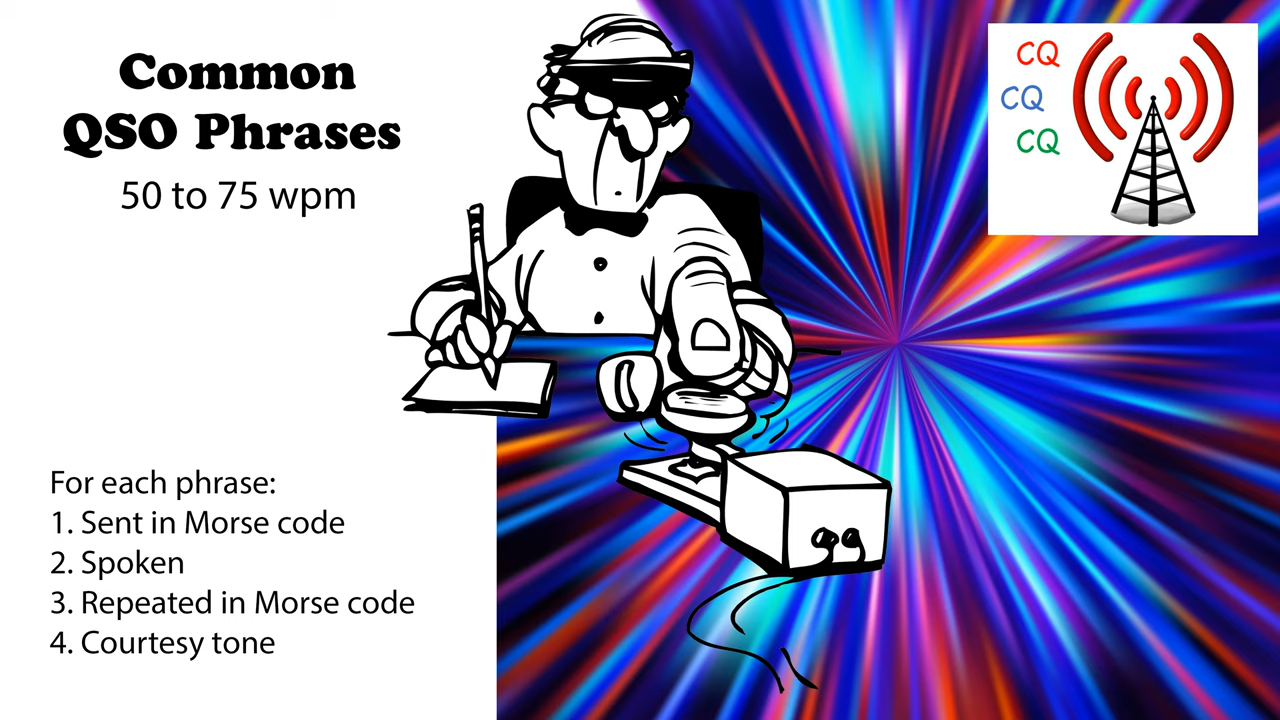 Common
QSO Phrases
50 to 75 wpm
CQ
CQ
CQ
For each phrase:
1. Sent in Morse code
2. Spoken
3. Repeated in Morse code
4. Courtesy tone